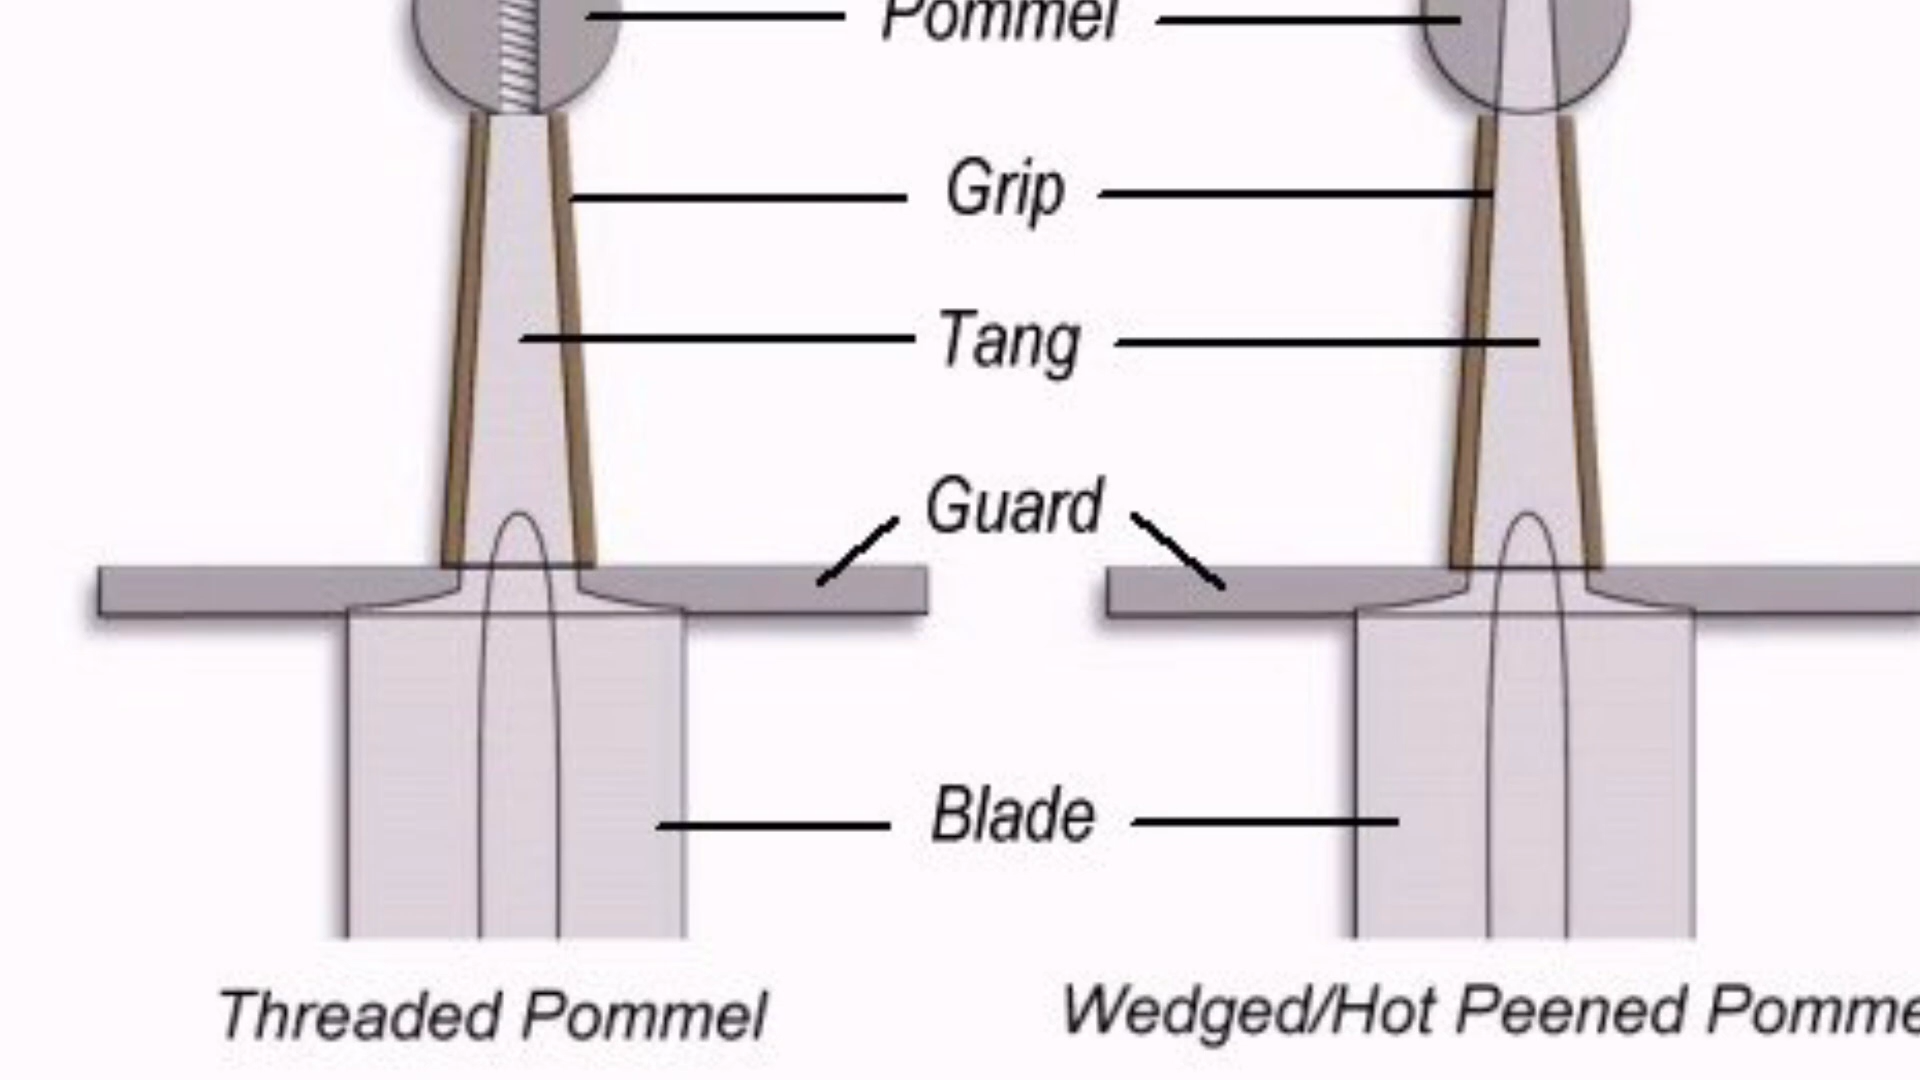 Pommel
Grip
Tang
Guard
Blade
Threaded Pommel
Wedged/Hot Peened Pomme